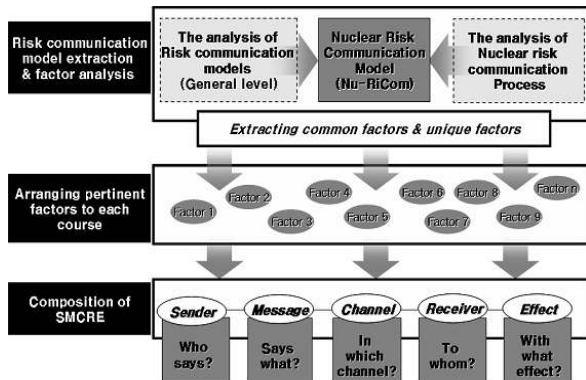 Risk communication
model extraction
& factor analysis
The analysis of
Risk communication
models
(General level)
Nuclear Risk
Communication
Model
(Nu-RiCom)
The analysis of
Nuclear risk
communication
Process
Extracting common factors & unique factors
Arranging pertinent
factors to each
course
Factor 1
Factor 2
Factor 3
Factor 4
Factor 5
Factor 6
Factor 7
Factor 8
Factor 9
Factor n
Composition of
SMCRE
Sender
Message
Channel
Receiver
Effect
Who
says?
Says
what?
In
which
channel?
To
whom?
With
what
effect?